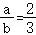 a/b = 2/3